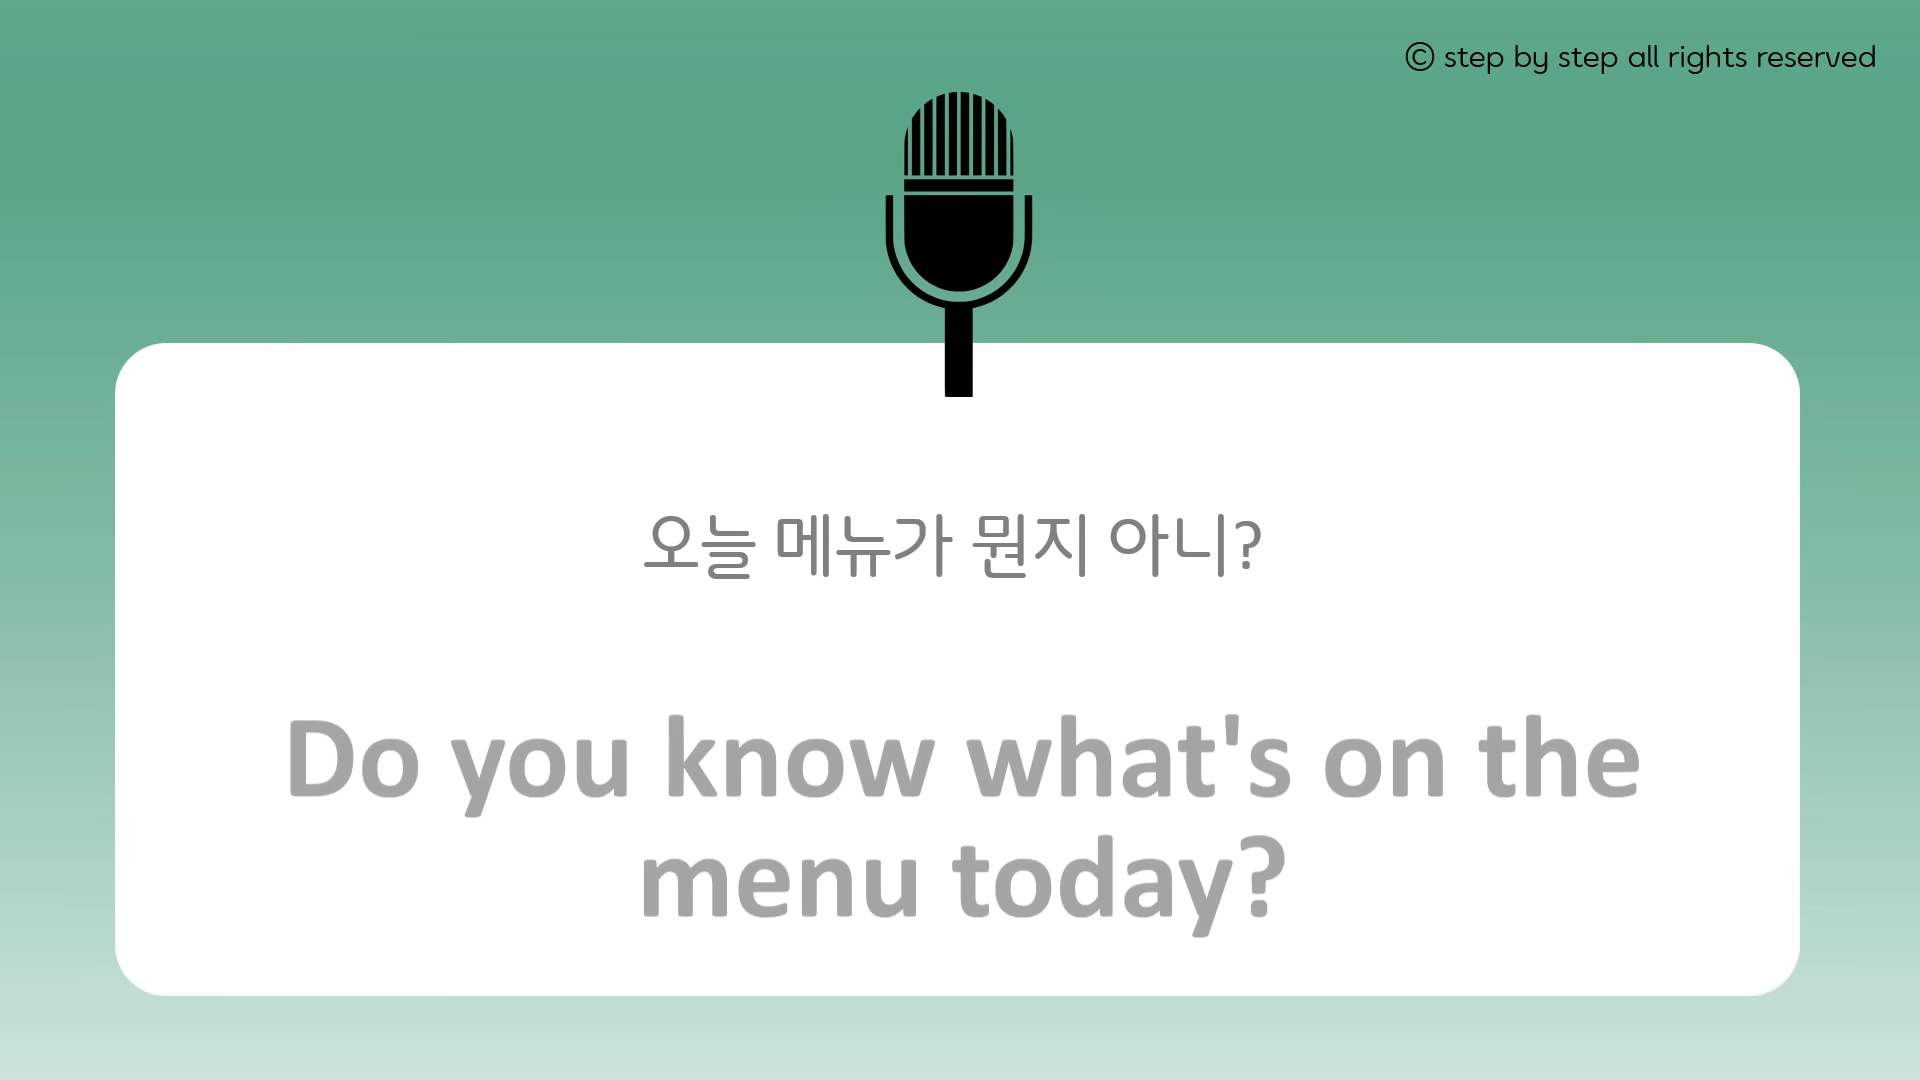 © step by step all rights reserved
오늘 메뉴가 뭔지 아니?
Do you know what's on the
menu today?